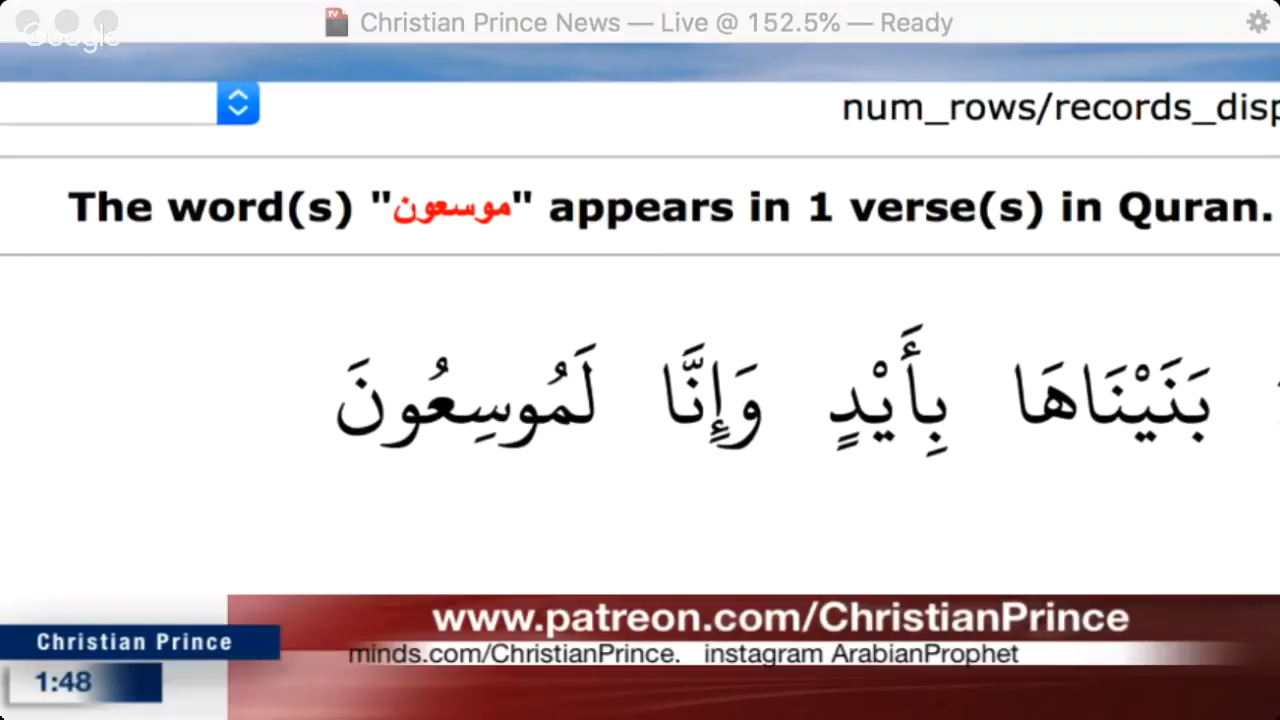 Christian Prince News — Live @ 152.5% — Ready
Google
num_rows/records_disp
The word(s) "موسعون" appears in 1 verse(s) in Quran.
بَنَيْنَاهَا بِأَيْدٍ وَإِنَّا لَمُوسِعُونَ
www.patreon.com/ChristianPrince
Christian Prince
minds.com/ChristianPrince. instagram ArabianProphet
1:48